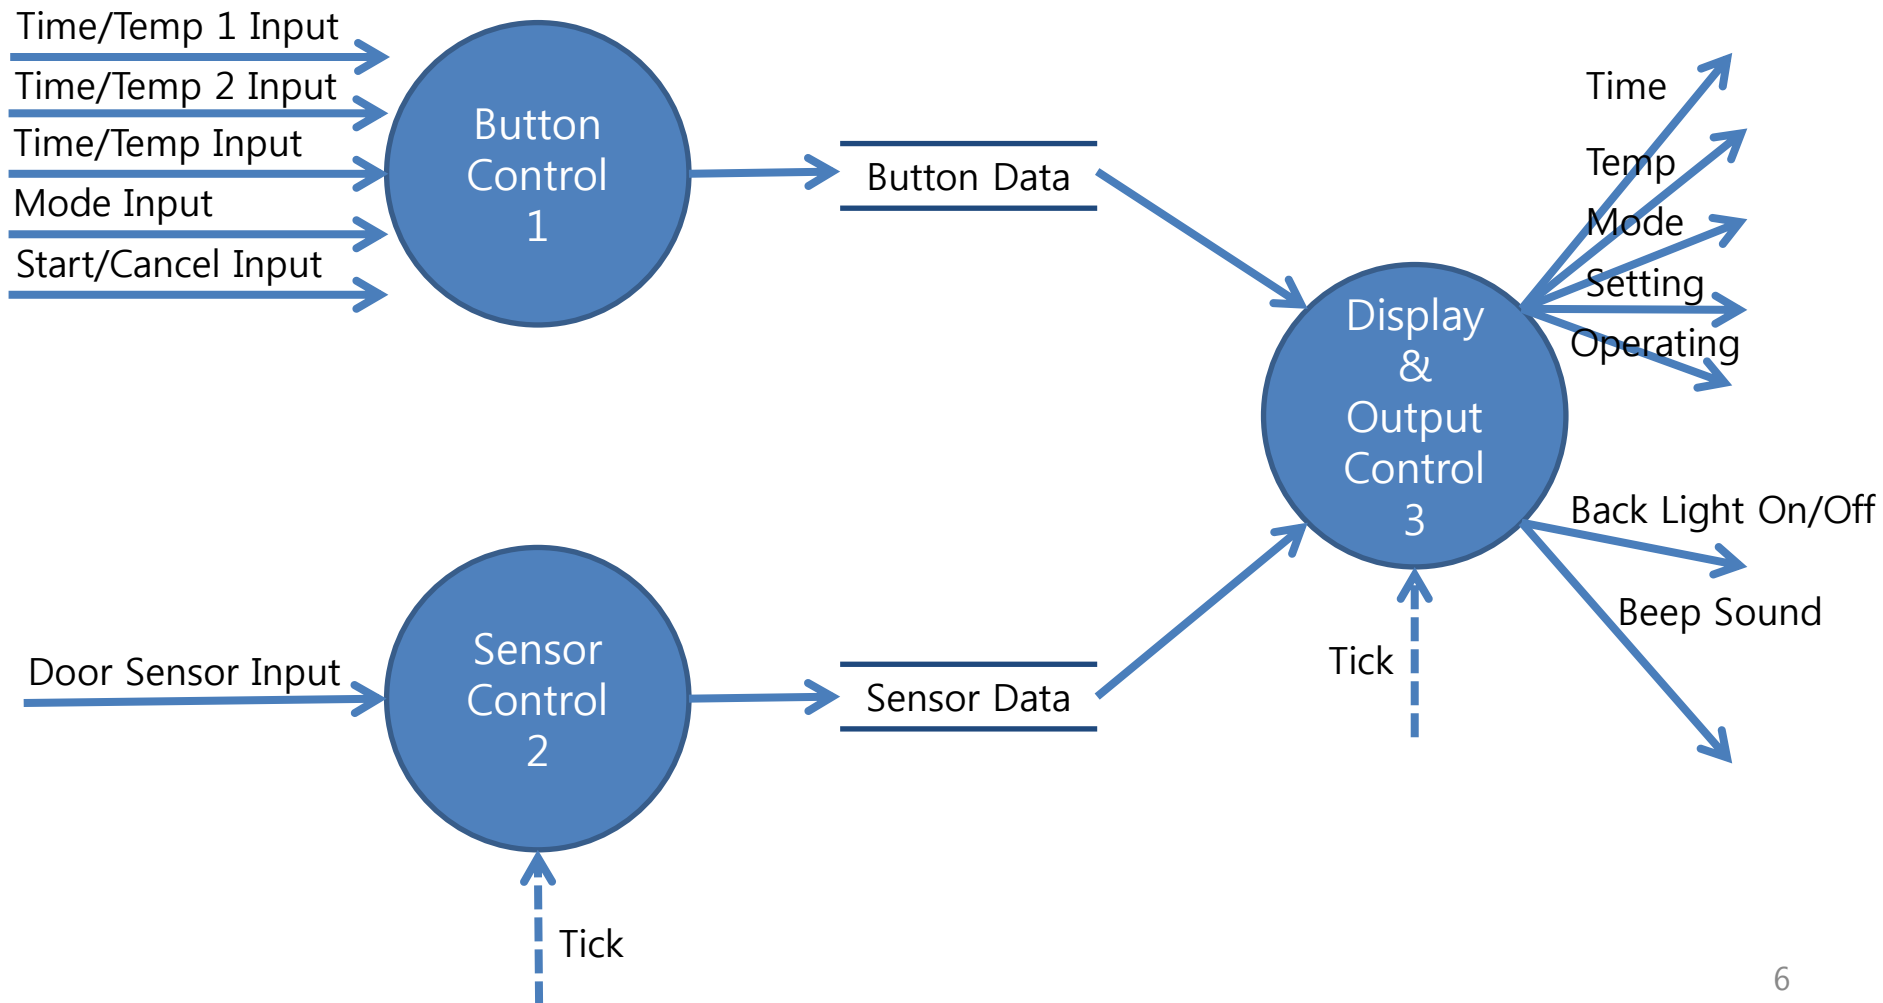 Time/Temp 1 Input
Time/Temp 2 Input
Time/Temp Input
Mode Input
Start/Cancel Input
Button
Control
1
Button Data
Time
Temp
Mode
Setting
Operating
Display
&
Output
Control
3
Back Light On/Off
Beep Sound
Tick
Door Sensor Input
Sensor
Control
2
Sensor Data
Tick
6